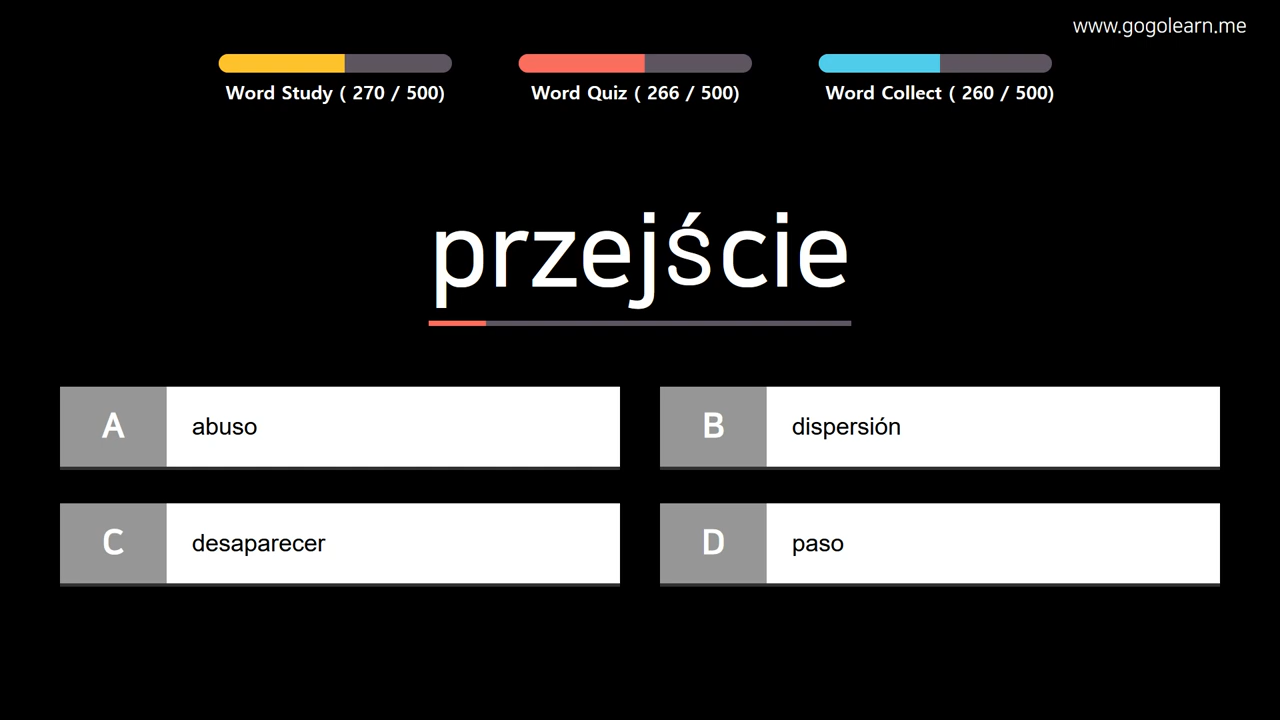 www.gogolearn.me
Word Study ( 270 / 500)
Word Quiz ( 266 / 500)
Word Collect ( 260 / 500)
przejście
A abuso
B dispersión
C desaparecer
D paso